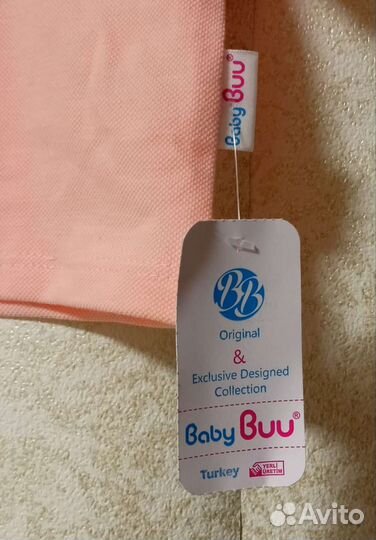 Baby Buu
BB
Original
&
Exclusive Designed
Collection
Baby Buu®
Turkey YERLİ
ÜRETİM
Avito